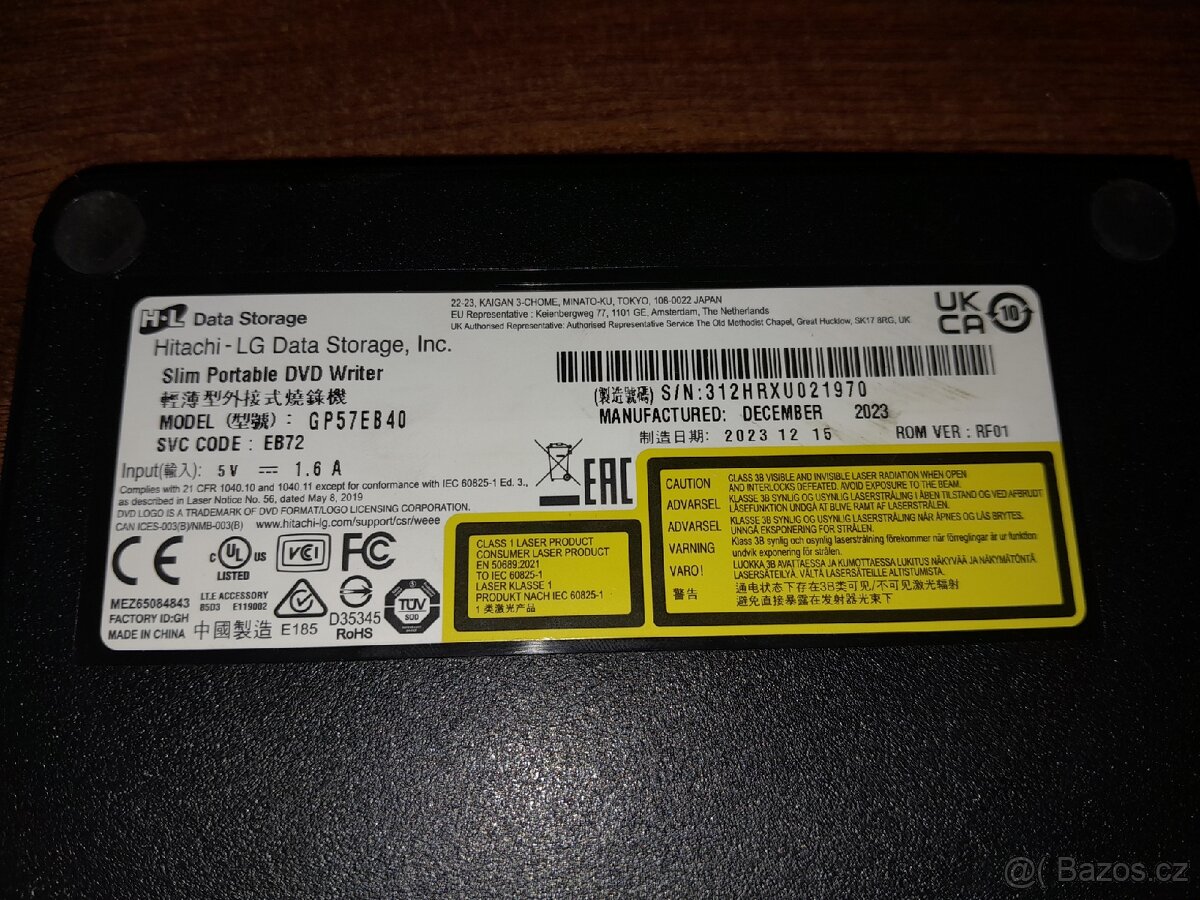 H·L Data Storage
Hitachi-LG Data Storage, Inc.
Slim Portable DVD Writer
輕薄型外接式燒錄機
MODEL (型號) : GP57EB40
SVC CODE : EB72
Input(輸入): 5V ⎓ 1.6 A
Complies with 21 CFR 1040.10 and 1040.11 except for conformance with IEC 60825-1 Ed. 3.,
as described in Laser Notice No. 56, dated May 8, 2019
DVD LOGO IS A TRADEMARK OF DVD FORMAT/LOGO LICENSING CORPORATION.
CAN ICES-003(B)/NMB-003(B) www.hitachi-lg.com/support/csr/weee
22-23, KAIGAN 3-CHOME, MINATO-KU, TOKYO, 108-0022 JAPAN
EU Representative : Keienbergweg 77, 1101 GE, Amsterdam, The Netherlands
UK Authorised Representative: Authorised Representative Service The Old Methodist Chapel, Great Hucklow, SK17 8RG, UK
UK
CA
10
(製造號碼) S/N:312HRXU021970
MANUFACTURED: DECEMBER 2023
製造日期: 2023 12 15 ROM VER : RF01
EAC
CE
c UL us
LISTED
VCI
FC
I.T.E ACCESSORY
85D3 E119002
MEZ65084843
FACTORY ID:GH
MADE IN CHINA
中國製造
E185
D35345
RoHS
TÜV
SÜD
CLASS 1 LASER PRODUCT
CONSUMER LASER PRODUCT
EN 50689:2021
TO IEC 60825-1
LASER KLASSE 1
PRODUKT NACH IEC 60825-1
1 类激光产品
CAUTION CLASS 3B VISIBLE AND INVISIBLE LASER RADIATION WHEN OPEN
AND INTERLOCKS DEFEATED. AVOID EXPOSURE TO THE BEAM.
ADVARSEL KLASSE 3B SYNLIG OG USYNLIG LASERSTRÅLING I ÅBEN TILSTAND OG VED AFBRUDT
LÅSEFUNKTION UNDGÅ AT BLIVE RAMT AF LASERSTRÅLEN.
ADVARSEL KLASSE 3B SYNLIG OG USYNLIG LASERSTRÅLING NÅR ÅPNES OG LÅS BRYTES.
UNNGÅ EKSPONERING FOR STRÅLEN.
VARNING Klass 3B synlig och osynlig laserstrålning förekommer när förreglingar är ur funktion
undvik exponering för strålen.
VARO! LUOKKA 3B AVATTAESSA JA KUMOTTAESSA LUKITUS NÄKYVÄÄ JA NÄKYMÄTÖNTÄ
LASERSÄTEILYÄ, VÄLTÄ LASERSÄTEILLE ALTISTUMISTA.
警告 通电状态下存在3B类可见/不可见激光辐射
避免直接暴露在发射器光束下
@( Bazos.cz